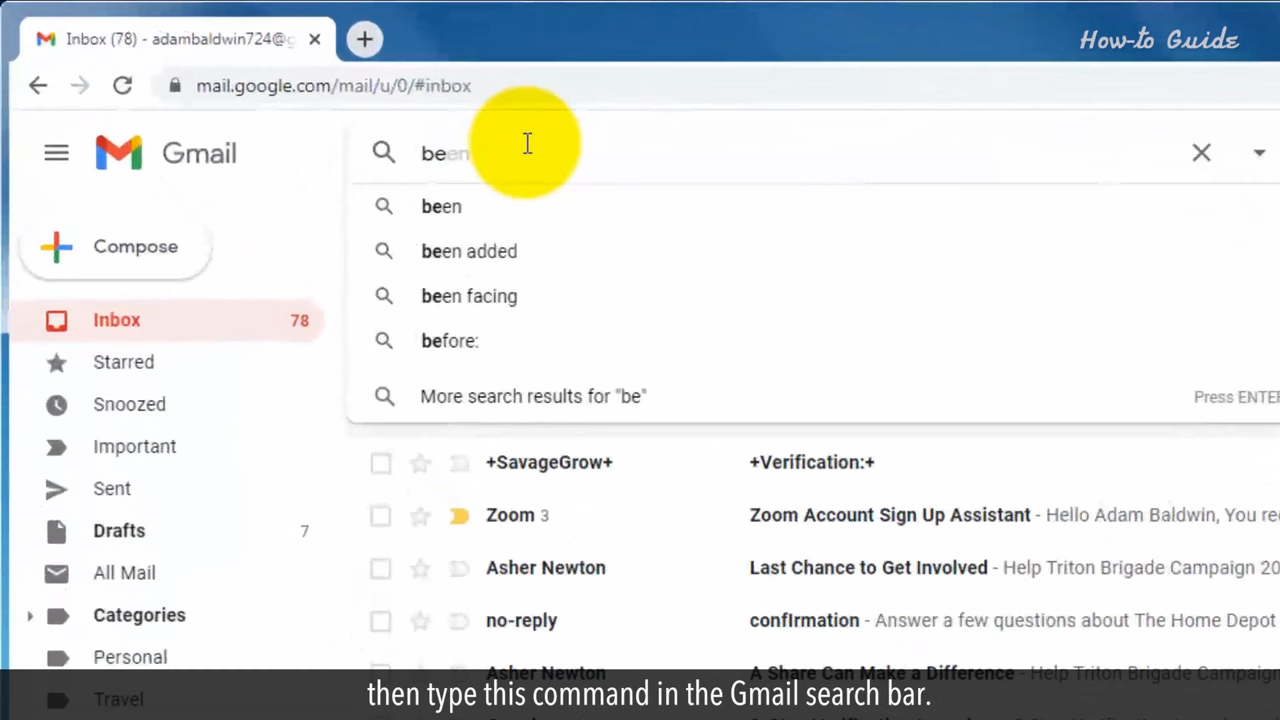 How-to Guide
Inbox (78) - adambaldwin724@g
mail.google.com/mail/u/0/#inbox
Gmail
been
Compose
been
been added
been facing
before:
More search results for "be"
Press ENTER
Inbox 78
Starred
Snoozed
Important
Sent
Drafts 7
All Mail
Categories
Personal
Travel
+SavageGrow+ +Verification:+
Zoom 3 Zoom Account Sign Up Assistant - Hello Adam Baldwin, You re
Asher Newton Last Chance to Get Involved - Help Triton Brigade Campaign 20
no-reply confIrmation - Answer a few questions about The Home Depot
Asher Newton A Share Can Make a Difference - Help Triton Brigade Campaign
then type this command in the Gmail search bar.